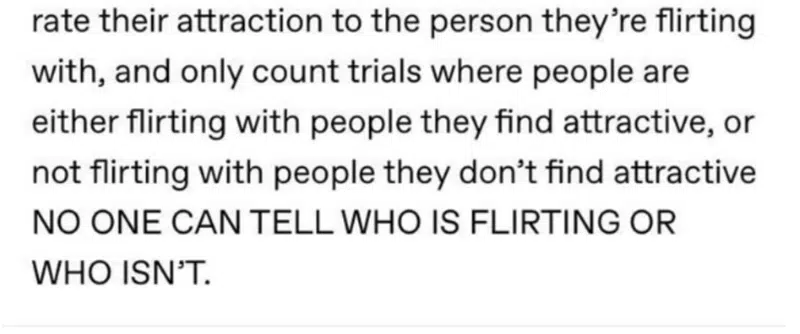 rate their attraction to the person they’re flirting
with, and only count trials where people are
either flirting with people they find attractive, or
not flirting with people they don’t find attractive
NO ONE CAN TELL WHO IS FLIRTING OR
WHO ISN’T.